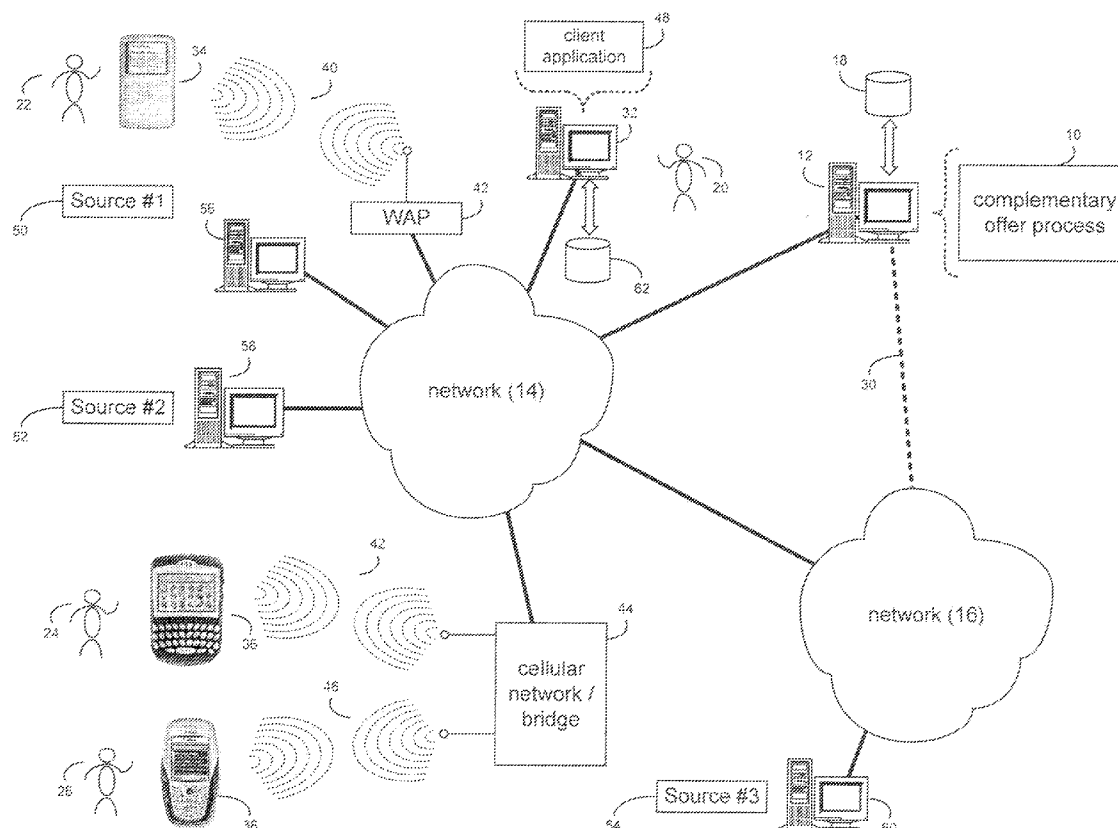 48
client
application
34
40
18
22
32
10
12
20
complementary
offer process
Source #1
50
WAP
42
56
62
58
network (14)
30
Source #2
52
42
24
36
44
network (16)
cellular
network /
bridge
46
26
38
Source #3
54
60